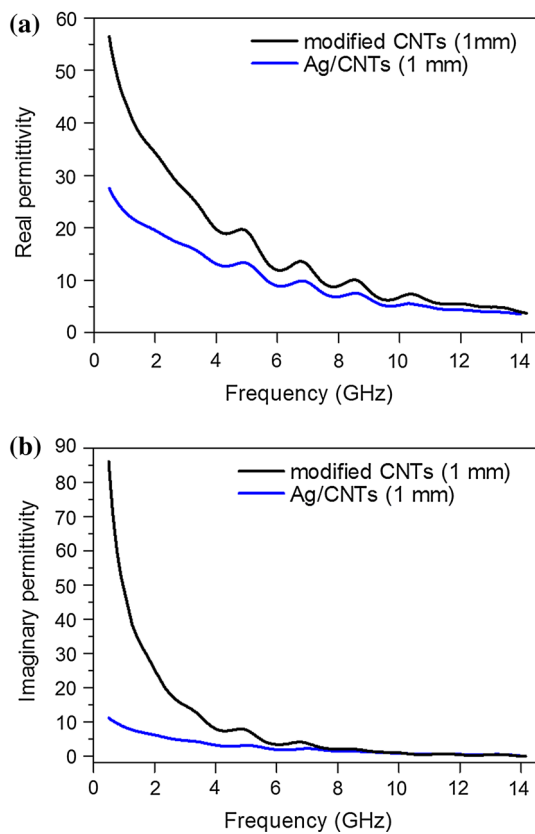 (a)
60
50
40
30
20
10
0
Real permittivity
modified CNTs (1mm)
Ag/CNTs (1 mm)
0 2 4 6 8 10 12 14
Frequency (GHz)
(b)
90
80
70
60
50
40
30
20
10
0
Imaginary permittivity
modified CNTs (1 mm)
Ag/CNTs (1 mm)
0 2 4 6 8 10 12 14
Frequency (GHz)